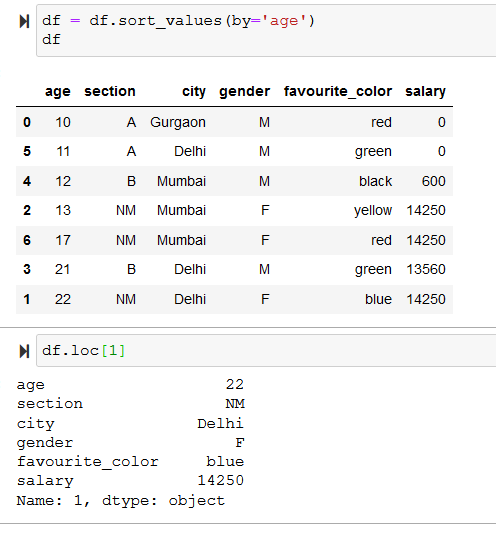 df = df.sort_values(by='age')
df
age section city gender favourite_color salary
0 10 A Gurgaon M red 0
5 11 A Delhi M green 0
4 12 B Mumbai M black 600
2 13 NM Mumbai F yellow 14250
6 17 NM Mumbai F red 14250
3 21 B Delhi M green 13560
1 22 NM Delhi F blue 14250
df.loc[1]
age 22
section NM
city Delhi
gender F
favourite_color blue
salary 14250
Name: 1, dtype: object